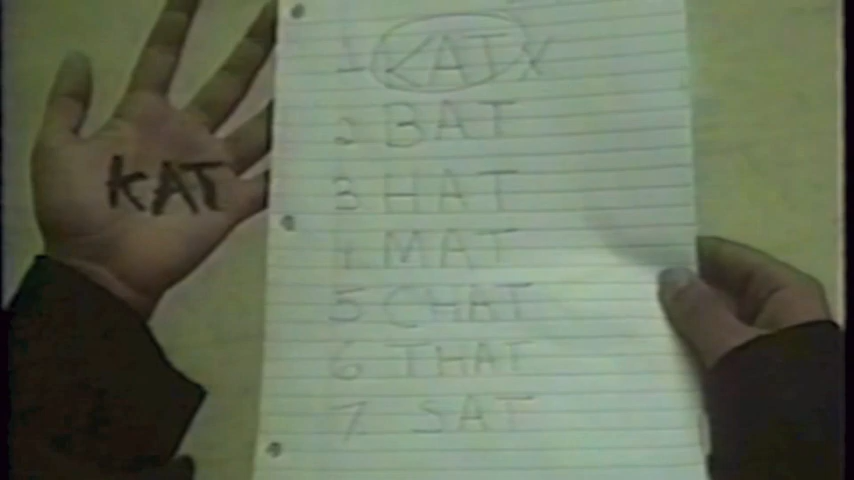 KAT
1 KAT X
2 BAT
3 HAT
4 MAT
5 CHAT
6 THAT
7 SAT